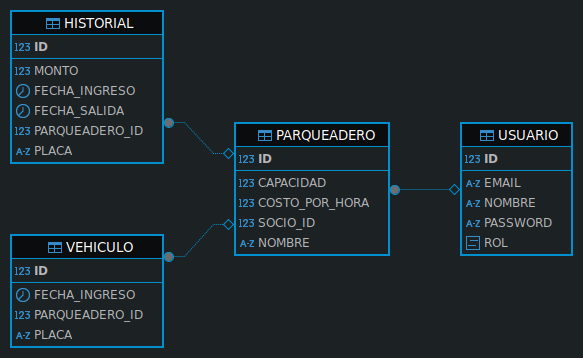 HISTORIAL
123 ID
123 MONTO
FECHA_INGRESO
FECHA_SALIDA
123 PARQUEADERO_ID
A-Z PLACA
PARQUEADERO
123 ID
123 CAPACIDAD
123 COSTO_POR_HORA
123 SOCIO_ID
A-Z NOMBRE
USUARIO
123 ID
A-Z EMAIL
A-Z NOMBRE
A-Z PASSWORD
ROL
VEHICULO
123 ID
FECHA_INGRESO
123 PARQUEADERO_ID
A-Z PLACA